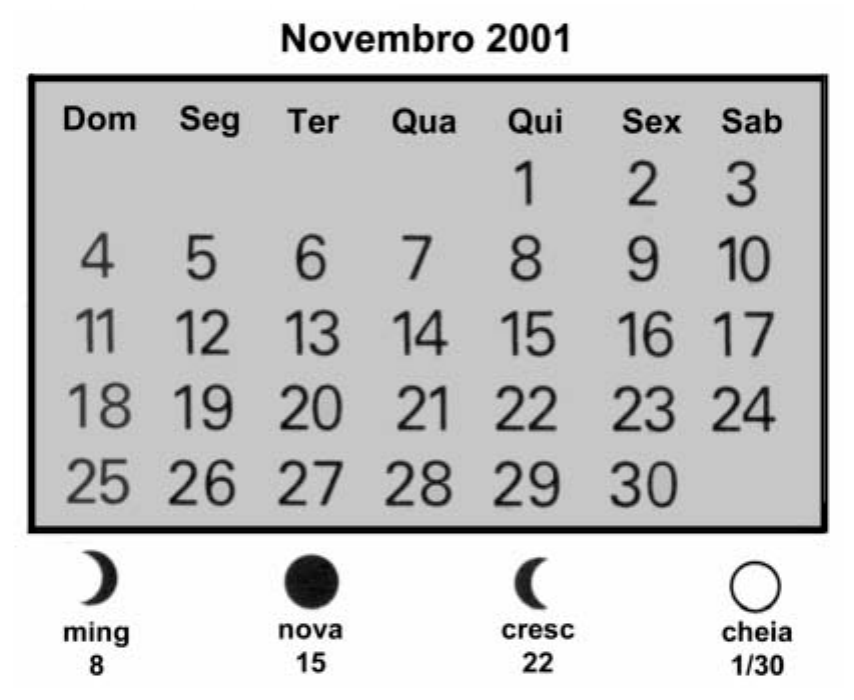 Novembro 2001
Dom Seg Ter Qua Qui Sex Sab
1 2 3
4 5 6 7 8 9 10
11 12 13 14 15 16 17
18 19 20 21 22 23 24
25 26 27 28 29 30
ming nova cresc cheia
8 15 22 1/30